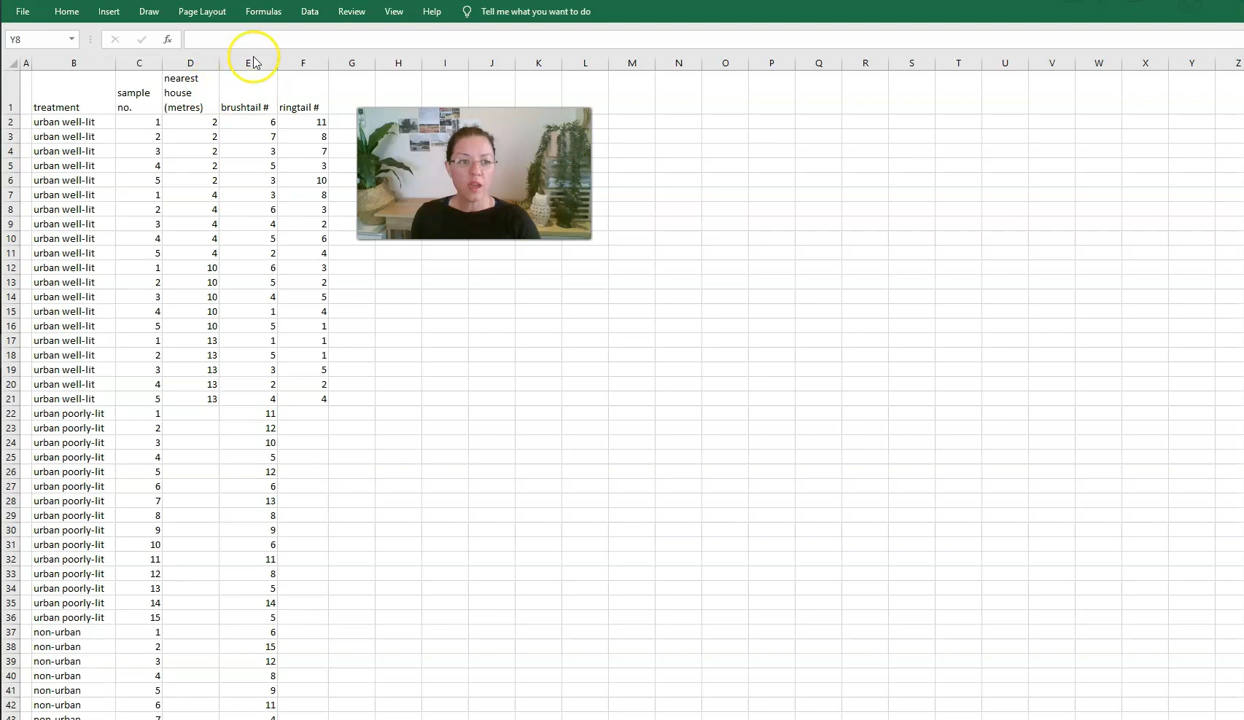 File Home Insert Draw Page Layout Formulas Data Review View Help Tell me what you want to do
Y8 fx
A B C D E F G H I J K L M N O P Q R S T U V W X Y Z
1 treatment sample no. nearest house (metres) brushtail # ringtail #
2 urban well-lit 1 2 6 11
3 urban well-lit 2 2 7 8
4 urban well-lit 3 2 3 7
5 urban well-lit 4 2 5 3
6 urban well-lit 5 2 3 10
7 urban well-lit 1 4 3 8
8 urban well-lit 2 4 6 3
9 urban well-lit 3 4 4 2
10 urban well-lit 4 4 5 6
11 urban well-lit 5 4 2 4
12 urban well-lit 1 10 6 3
13 urban well-lit 2 10 5 2
14 urban well-lit 3 10 4 5
15 urban well-lit 4 10 1 4
16 urban well-lit 5 10 5 1
17 urban well-lit 1 13 1 1
18 urban well-lit 2 13 5 1
19 urban well-lit 3 13 3 5
20 urban well-lit 4 13 2 2
21 urban well-lit 5 13 4 4
22 urban poorly-lit 1 11
23 urban poorly-lit 2 12
24 urban poorly-lit 3 10
25 urban poorly-lit 4 5
26 urban poorly-lit 5 12
27 urban poorly-lit 6 6
28 urban poorly-lit 7 13
29 urban poorly-lit 8 8
30 urban poorly-lit 9 9
31 urban poorly-lit 10 6
32 urban poorly-lit 11 11
33 urban poorly-lit 12 8
34 urban poorly-lit 13 5
35 urban poorly-lit 14 14
36 urban poorly-lit 15 5
37 non-urban 1 6
38 non-urban 2 15
39 non-urban 3 12
40 non-urban 4 8
41 non-urban 5 9
42 non-urban 6 11
43 non-urban 7 4